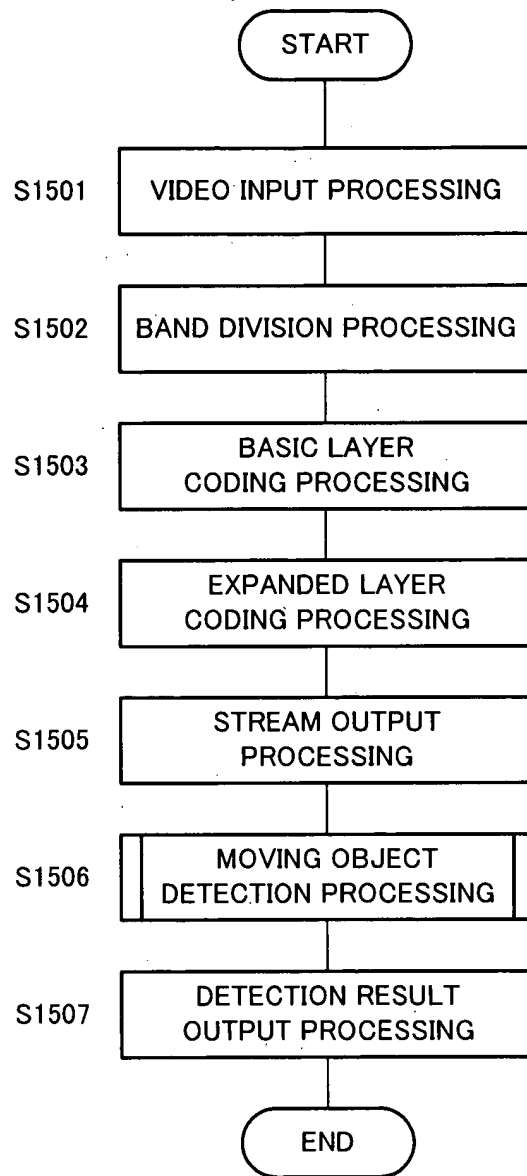 START
S1501
VIDEO INPUT PROCESSING
S1502
BAND DIVISION PROCESSING
S1503
BASIC LAYER
CODING PROCESSING
S1504
EXPANDED LAYER
CODING PROCESSING
S1505
STREAM OUTPUT
PROCESSING
S1506
MOVING OBJECT
DETECTION PROCESSING
S1507
DETECTION RESULT
OUTPUT PROCESSING
END